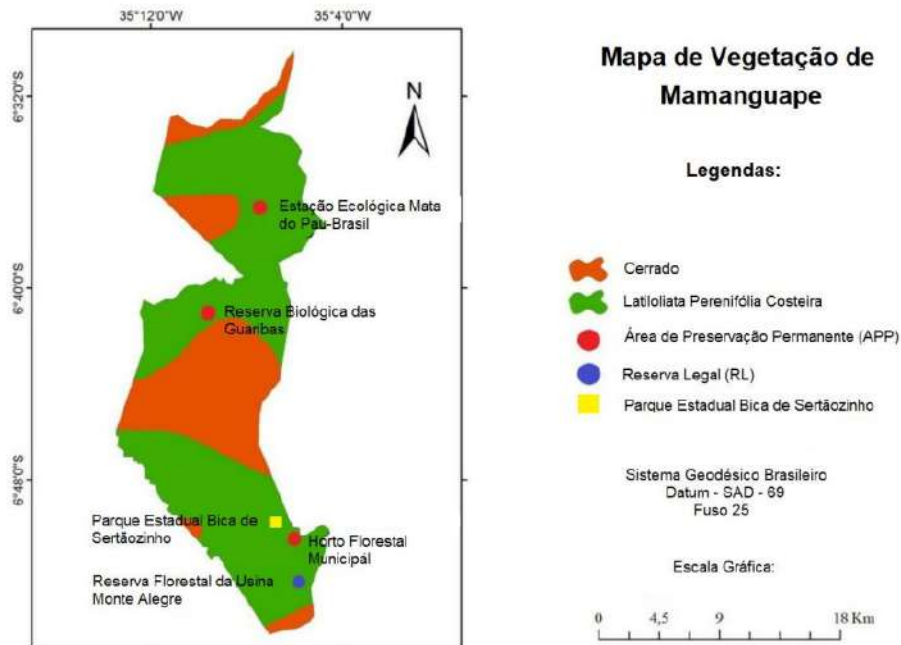 35°12'0"W
35°4'0"W
6°32'0"S
6°40'0"S
6°48'0"S
N
Estação Ecológica Mata
do Pau-Brasil
Reserva Biológica das
Guaribas
Parque Estadual Bica de
Sertãozinho
Horto Florestal
Municipál
Reserva Florestal da Usina
Monte Alegre
Mapa de Vegetação de
Mamanguape
Legendas:
Cerrado
Latiloliata Perenifólia Costeira
Área de Preservação Permanente (APP)
Reserva Legal (RL)
Parque Estadual Bica de Sertãozinho
Sistema Geodésico Brasileiro
Datum - SAD - 69
Fuso 25
Escala Gráfica:
0 4,5 9 18 Km